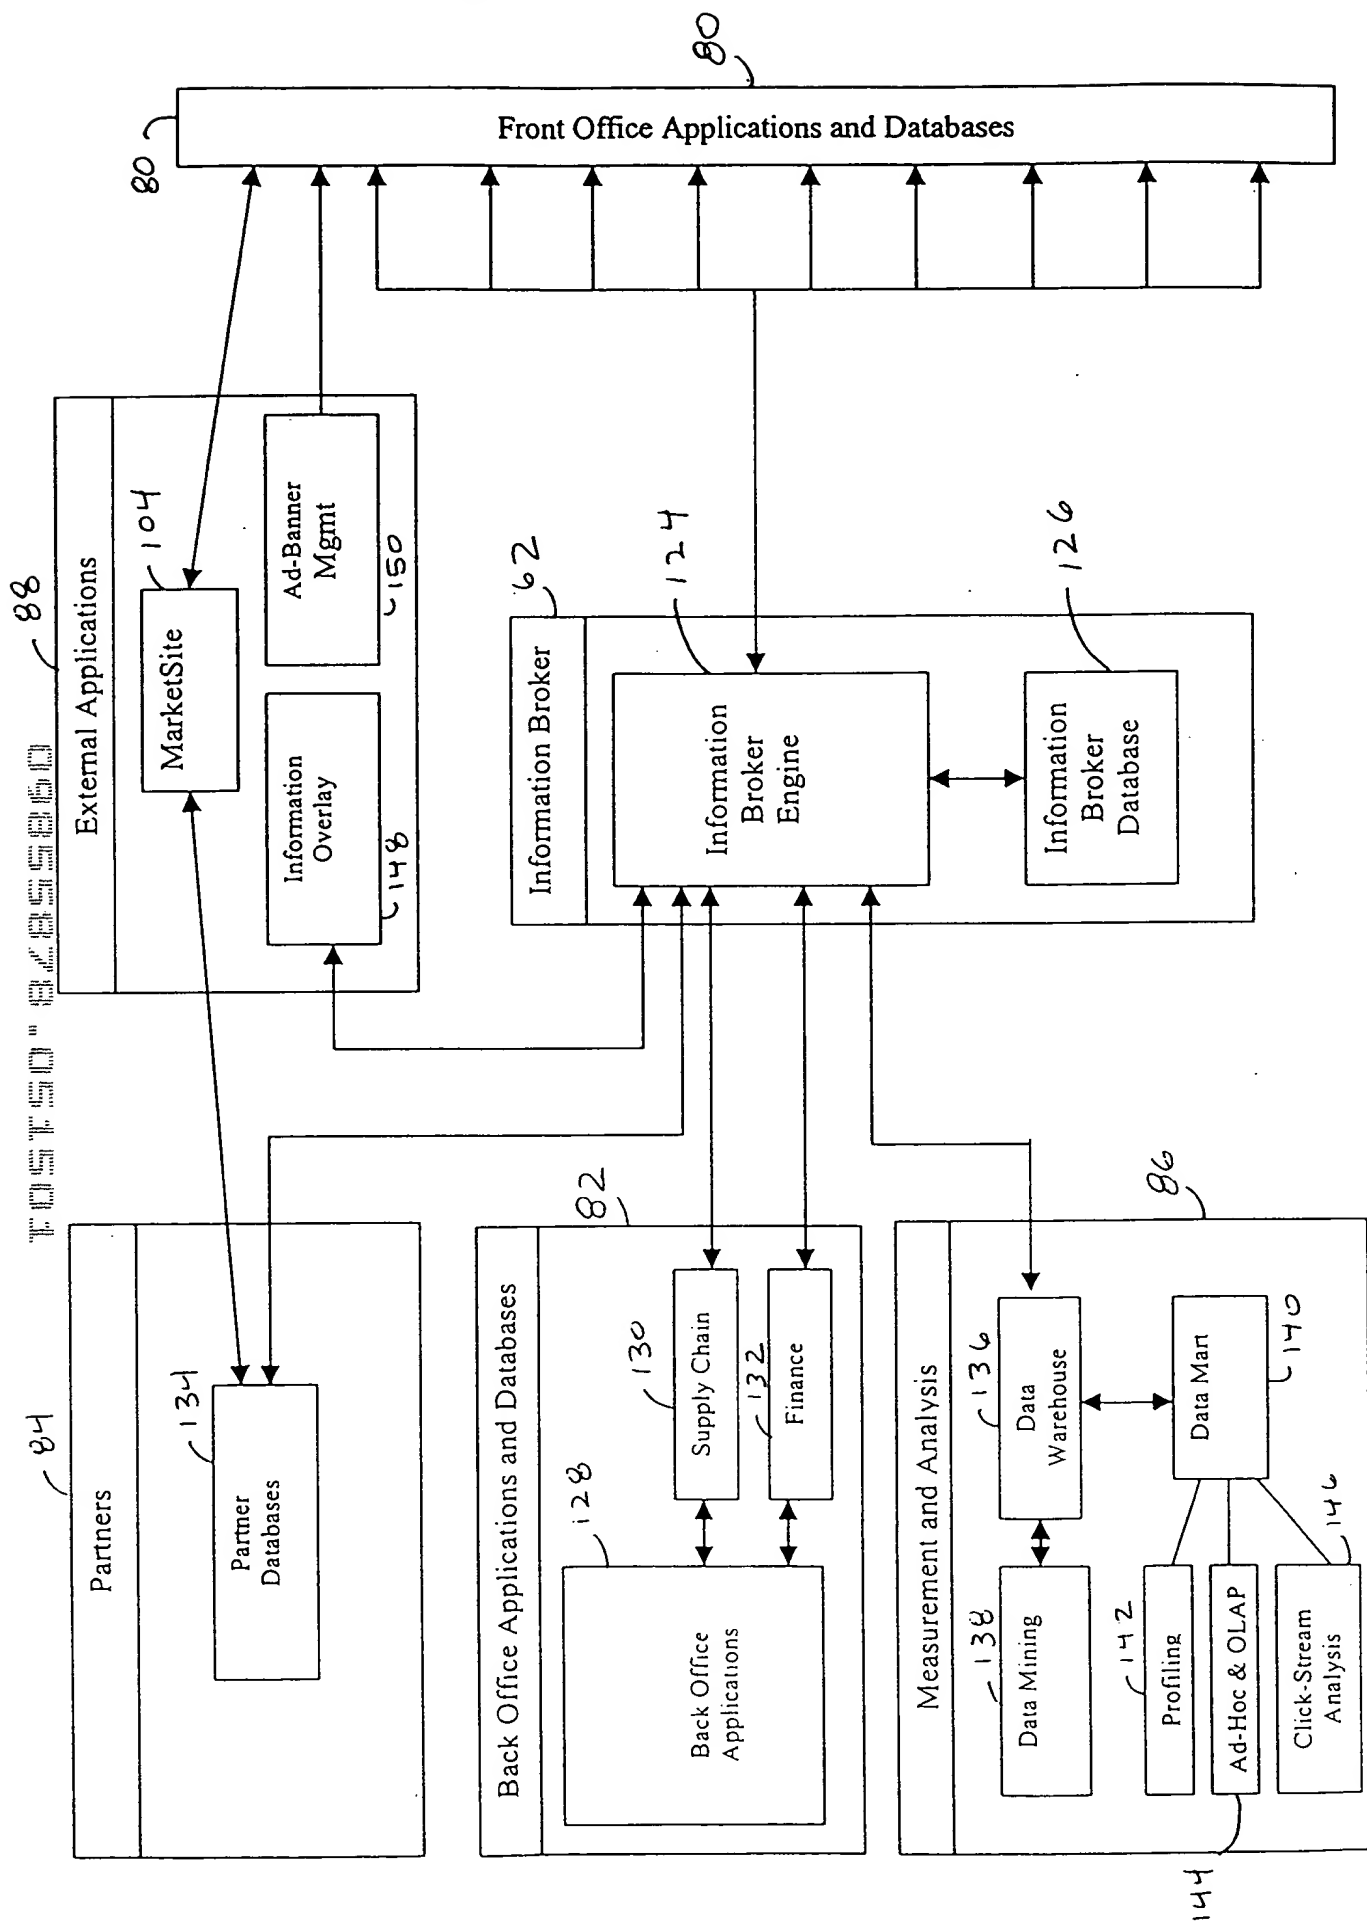 80
80
Front Office Applications and Databases
88
External Applications
104
MarketSite
Ad-Banner
Mgmt
150
Information
Overlay
148
62
Information Broker
124
Information
Broker
Engine
126
Information
Broker
Database
84
Partners
134
Partner
Databases
82
Back Office Applications and Databases
128
Back Office
Applications
130
Supply Chain
132
Finance
86
Measurement and Analysis
136
Data
Warehouse
138
Data Mining
140
Data Mart
142
Profiling
144
Ad-Hoc & OLAP
146
Click-Stream
Analysis